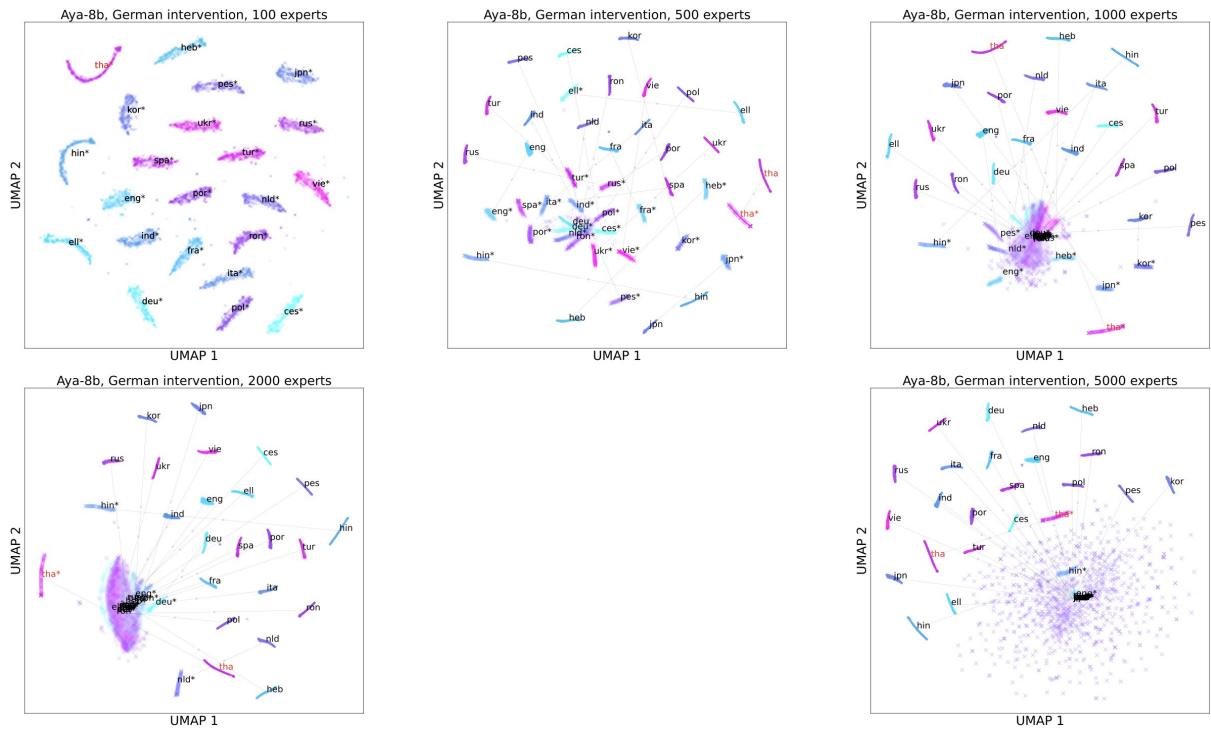 Aya-8b, German intervention, 100 experts
Aya-8b, German intervention, 500 experts
Aya-8b, German intervention, 1000 experts
heb*
tha*
jpn*
pes*
kor*
ukr*
rus*
hin*
spa*
tur*
vie*
eng*
por*
nld*
ell*
ind*
fra*
ron*
ita*
deu*
pol*
ces*
UMAP 2
UMAP 1
kor
pes
ces
ron
vie
pol
ell*
tur
ell
ind
nld
ita
eng
fra
por
ukr
rus
tha
tur*
rus*
spa
heb*
eng*
spa*
ita*
ind*
pol*
fra*
tha*
deu
por*
nld*
ces*
ron*
kor*
hin*
ukr*
vie*
jpn*
pes*
hin
heb
jpn
UMAP 1
tha
heb
hin
jpn
nld
ita
por
vie
tur
ukr
eng
ces
ell
fra
ind
deu
spa
pol
rus
ron
kor
pes
pes*
hin*
nld*
heb*
kor*
eng*
jpn*
tha*
UMAP 2
UMAP 1
Aya-8b, German intervention, 2000 experts
Aya-8b, German intervention, 5000 experts
jpn
kor
vie
ces
rus
ukr
pes
ell
eng
hin*
ind
hin
deu
spa
por
tur
tha*
fra
ita
eng*
deu*
ron
pol
nld
tha
nld*
heb
UMAP 2
UMAP 1
deu
heb
ukr
nld
ron
rus
ita
fra
eng
spa
pol
pes
kor
ind
por
ces
tha*
vie
tha
tur
jpn
hin*
ell
eng*
hin
UMAP 2
UMAP 1